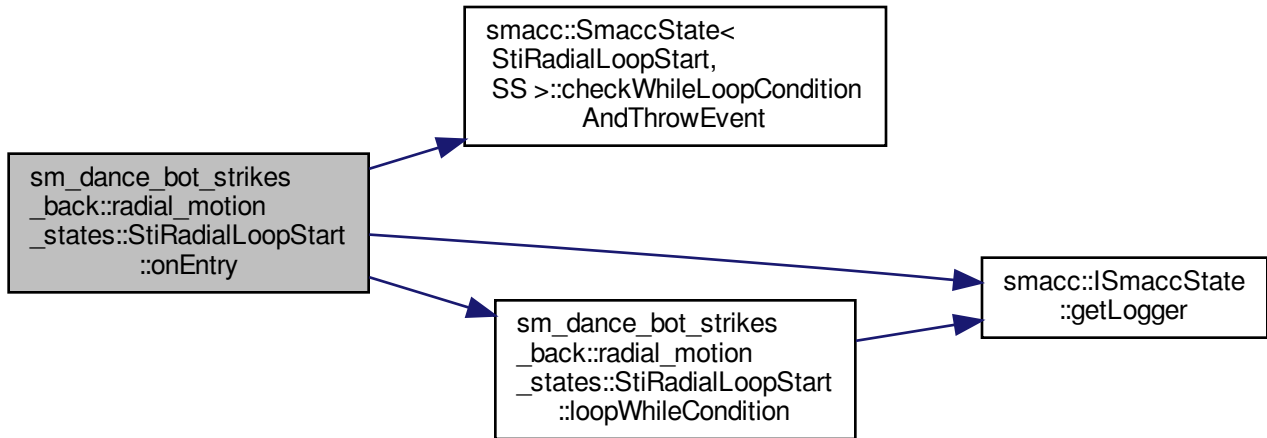 smacc::SmaccState<
StiRadialLoopStart,
SS >::checkWhileLoopCondition
AndThrowEvent
sm_dance_bot_strikes
_back::radial_motion
_states::StiRadialLoopStart
::onEntry
smacc::ISmaccState
::getLogger
sm_dance_bot_strikes
_back::radial_motion
_states::StiRadialLoopStart
::loopWhileCondition